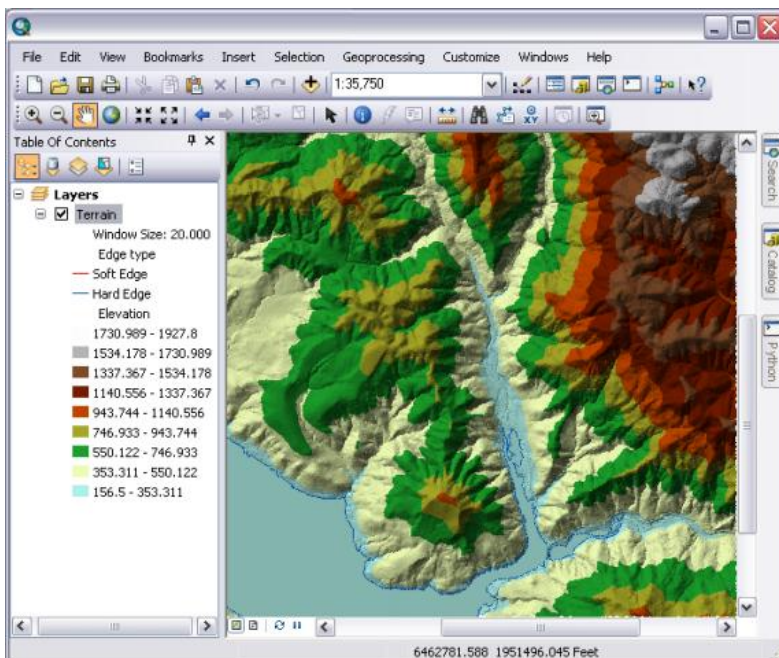 File Edit View Bookmarks Insert Selection Geoprocessing Customize Windows Help
1:35,750
XY
Table Of Contents
Layers
Terrain
Window Size: 20.000
Edge type
Soft Edge
Hard Edge
Elevation
1730.989 - 1927.8
1534.178 - 1730.989
1337.367 - 1534.178
1140.556 - 1337.367
943.744 - 1140.556
746.933 - 943.744
550.122 - 746.933
353.311 - 550.122
156.5 - 353.311
Search
Catalog
Python
6462781.588 1951496.045 Feet